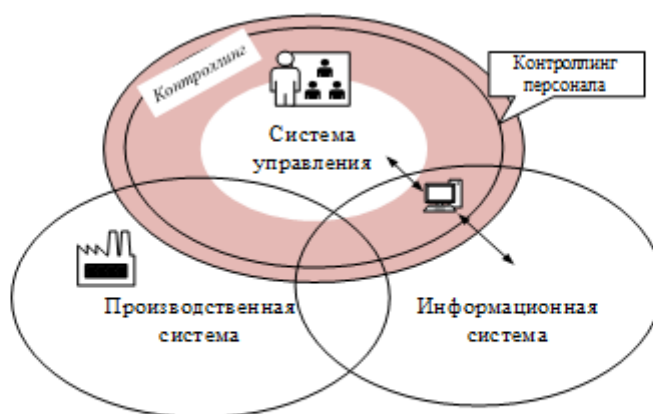 Контроллинг
Контроллинг
персонала
Система
управления
Производственная
система
Информационная
система